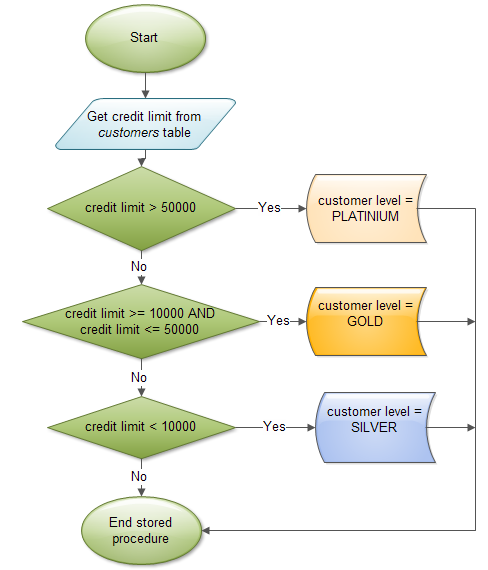 Start
Get credit limit from
customers table
credit limit > 50000
Yes
customer level =
PLATINIUM
No
credit limit >= 10000 AND
credit limit <= 50000
Yes
customer level =
GOLD
No
credit limit < 10000
Yes
customer level =
SILVER
No
End stored
procedure